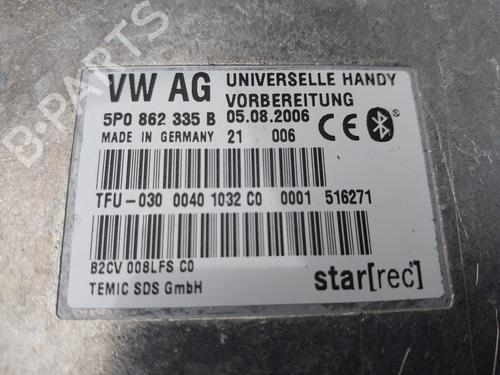 B-PARTS
VW AG UNIVERSELLE HANDY
VORBEREITUNG
5P0 862 335 B 05.08.2006
MADE IN GERMANY 21 006 CE
TFU-030 0040 1032 C0 0001 516271
B2CV 008LFS C0
TEMIC SDS GmbH star[rec]